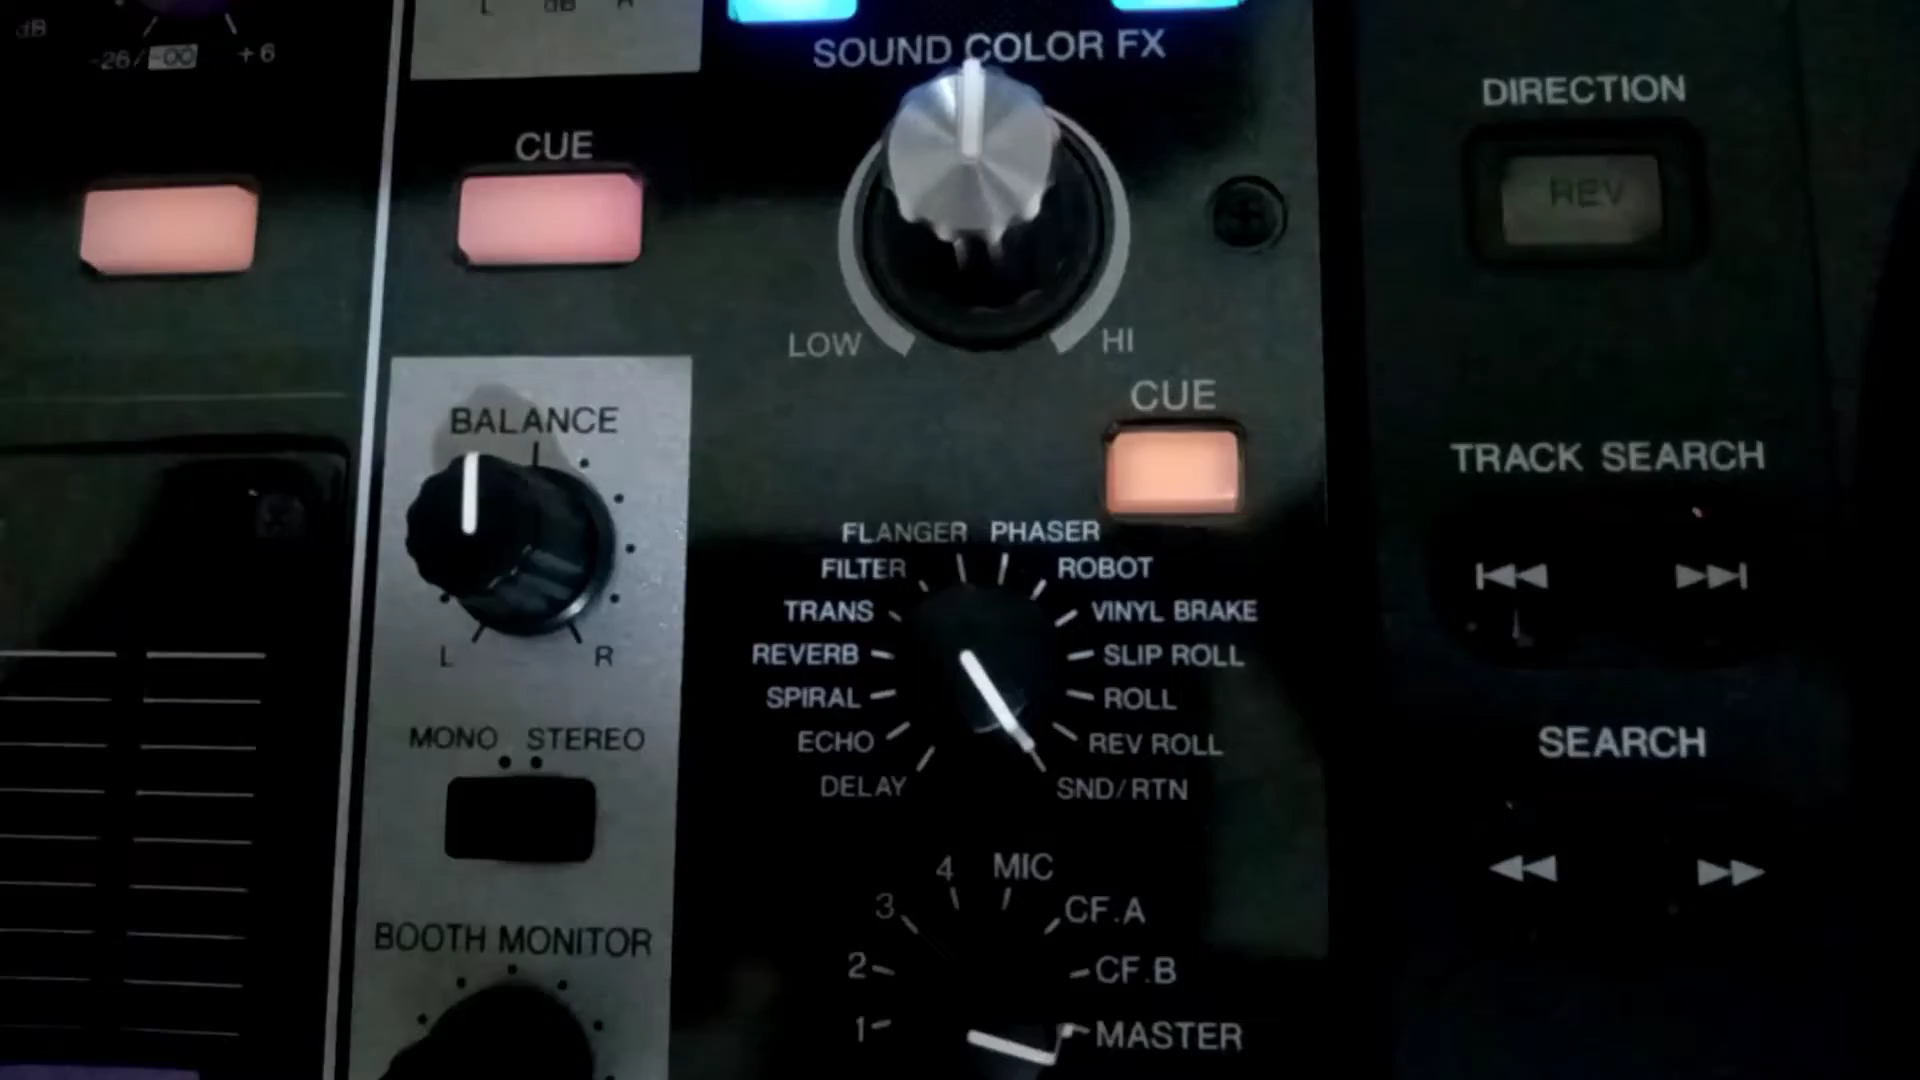 L dB R
dB
-26/-00 +6
SOUND COLOR FX
DIRECTION
CUE
REV
LOW HI
CUE
BALANCE
TRACK SEARCH
FLANGER PHASER
FILTER ROBOT
TRANS VINYL BRAKE
REVERB SLIP ROLL
L R
SPIRAL ROLL
MONO STEREO
ECHO REV ROLL
SEARCH
DELAY SND/RTN
4 MIC
3 CF.A
BOOTH MONITOR
2 CF.B
1 MASTER